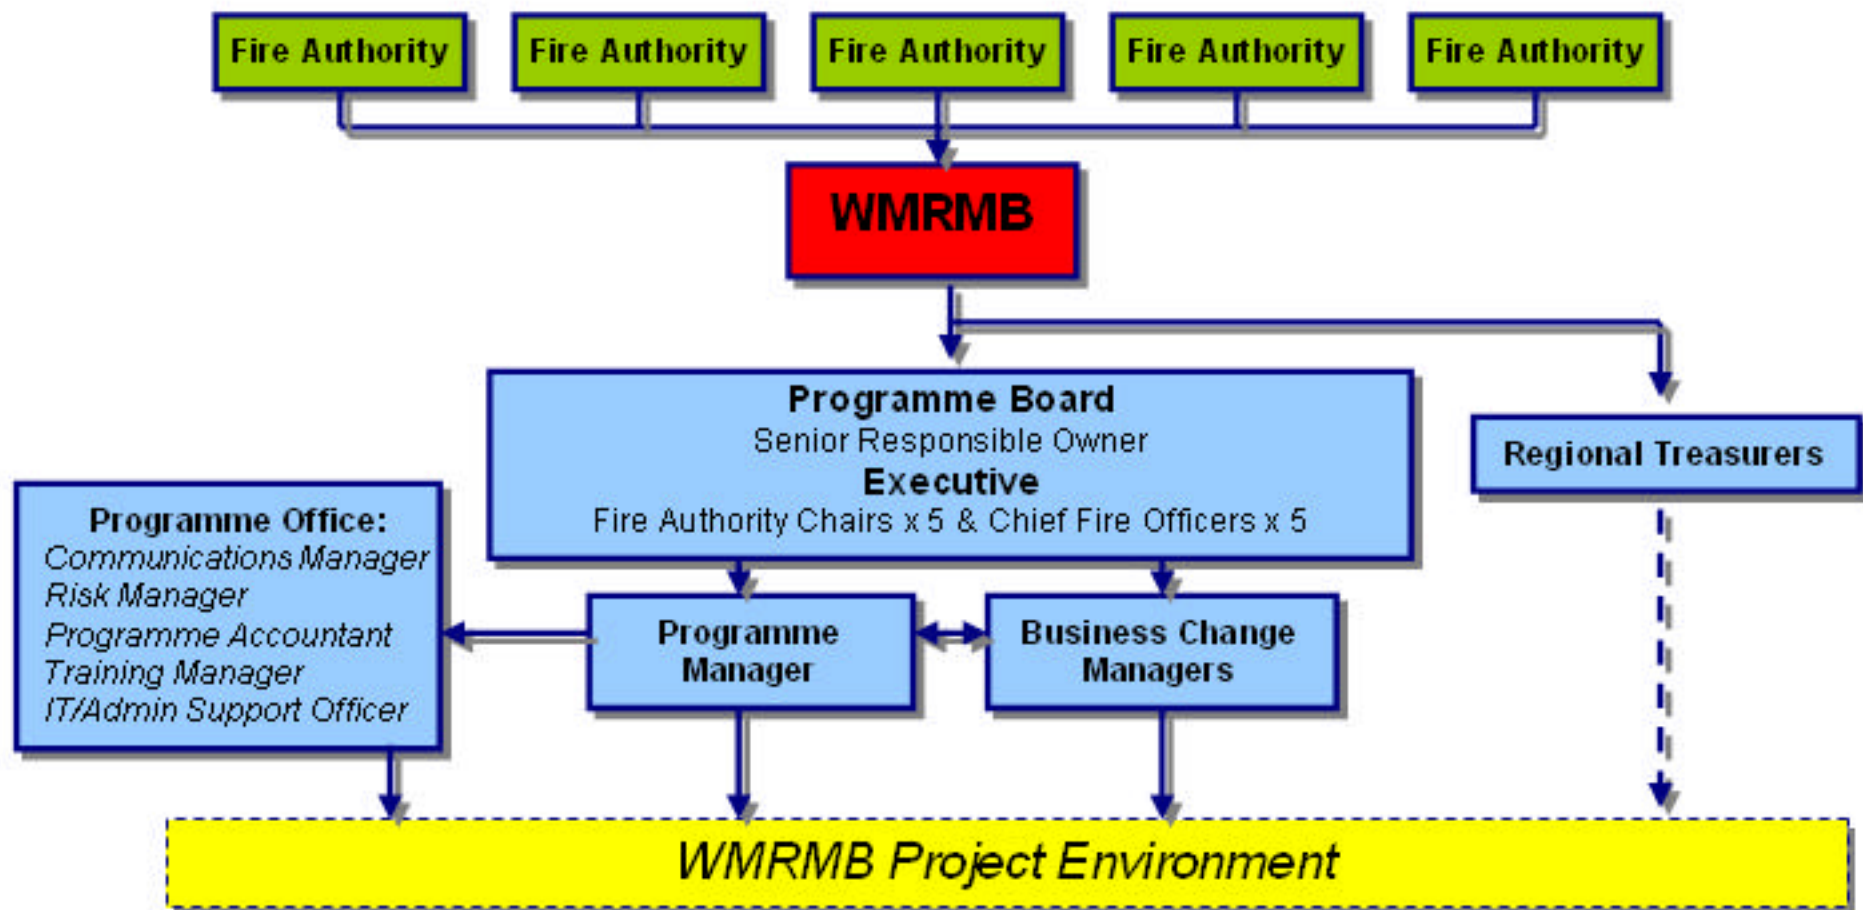 Fire Authority
Fire Authority
Fire Authority
Fire Authority
Fire Authority
WMRMB
Programme Board
Senior Responsible Owner
Executive
Fire Authority Chairs x 5 & Chief Fire Officers x 5
Regional Treasurers
Programme Office:
Communications Manager
Risk Manager
Programme Accountant
Training Manager
IT/Admin Support Officer
Programme
Manager
Business Change
Managers
WMRMB Project Environment